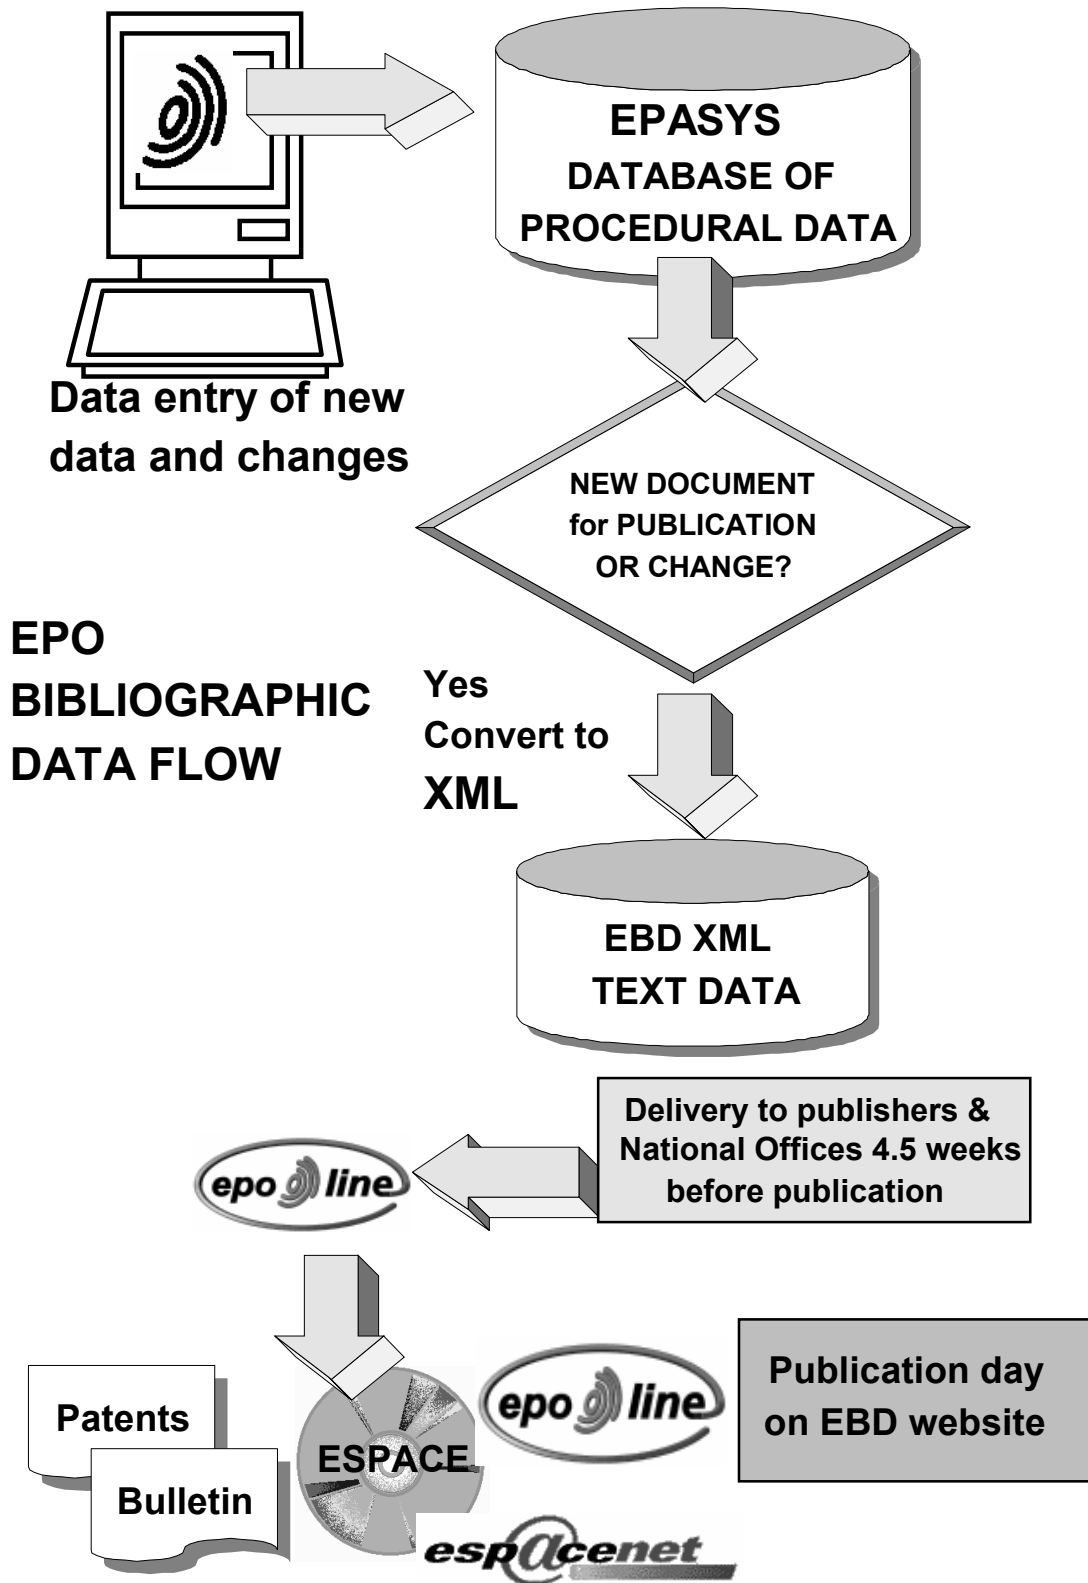 EPASYS
DATABASE OF
PROCEDURAL DATA
Data entry of new
data and changes
NEW DOCUMENT
for PUBLICATION
OR CHANGE?
EPO
BIBLIOGRAPHIC
DATA FLOW
Yes
Convert to
XML
EBD XML
TEXT DATA
Delivery to publishers &
National Offices 4.5 weeks
before publication
epo line
Patents
Bulletin
ESPACE
epo line
Publication day
on EBD website
esp@cenet